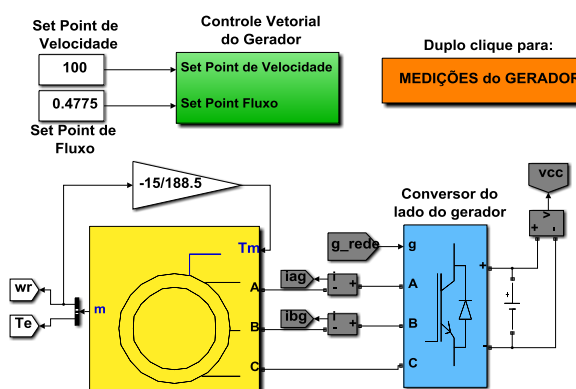 Set Point de
Velocidade
100
0.4775
Set Point de
Fluxo
Controle Vetorial
do Gerador
Set Point de Velocidade
Set Point Fluxo
Duplo clique para:
MEDIÇÕES do GERADOR
-15/188.5
Tm
wr
Te
m
A
B
C
iag
i
- +
ibg
i
- +
g_rede
Conversor do
lado do gerador
g
A
B
C
+
-
vcc
v
+ -
+